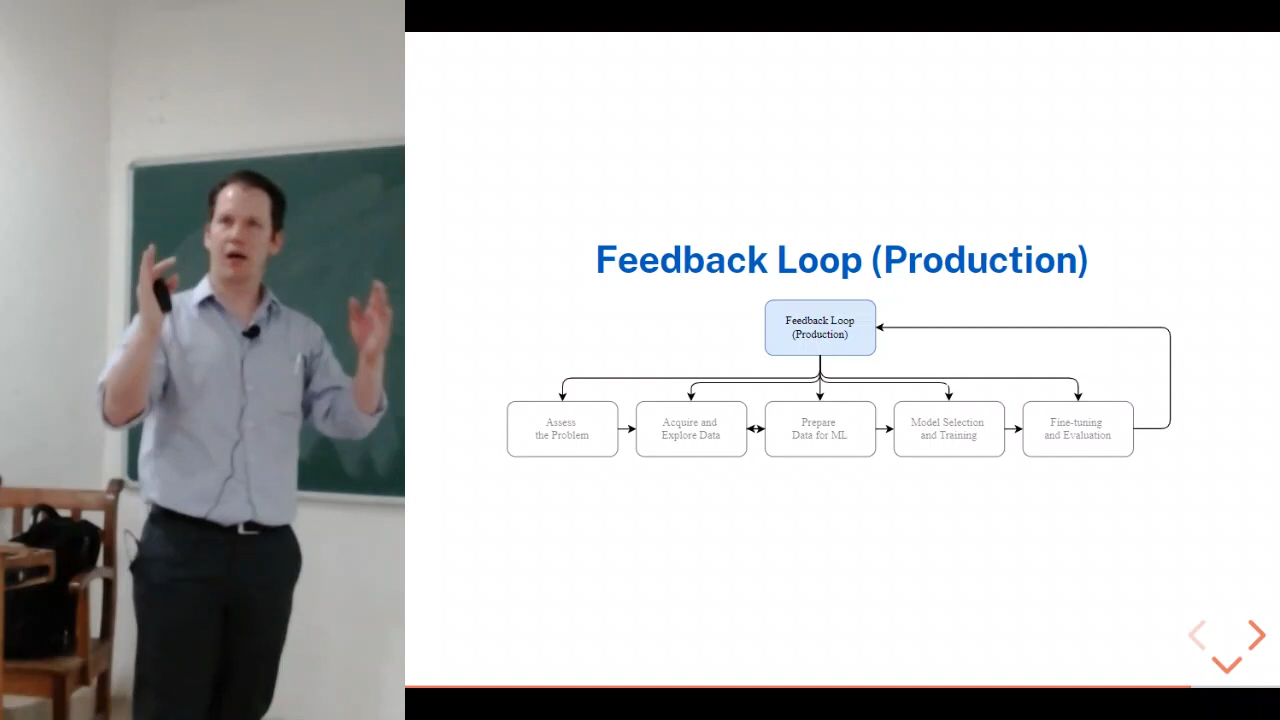 Feedback Loop (Production)
Feedback Loop
(Production)
Assess
the Problem
Acquire and
Explore Data
Prepare
Data for ML
Model Selection
and Training
Fine-tuning
and Evaluation